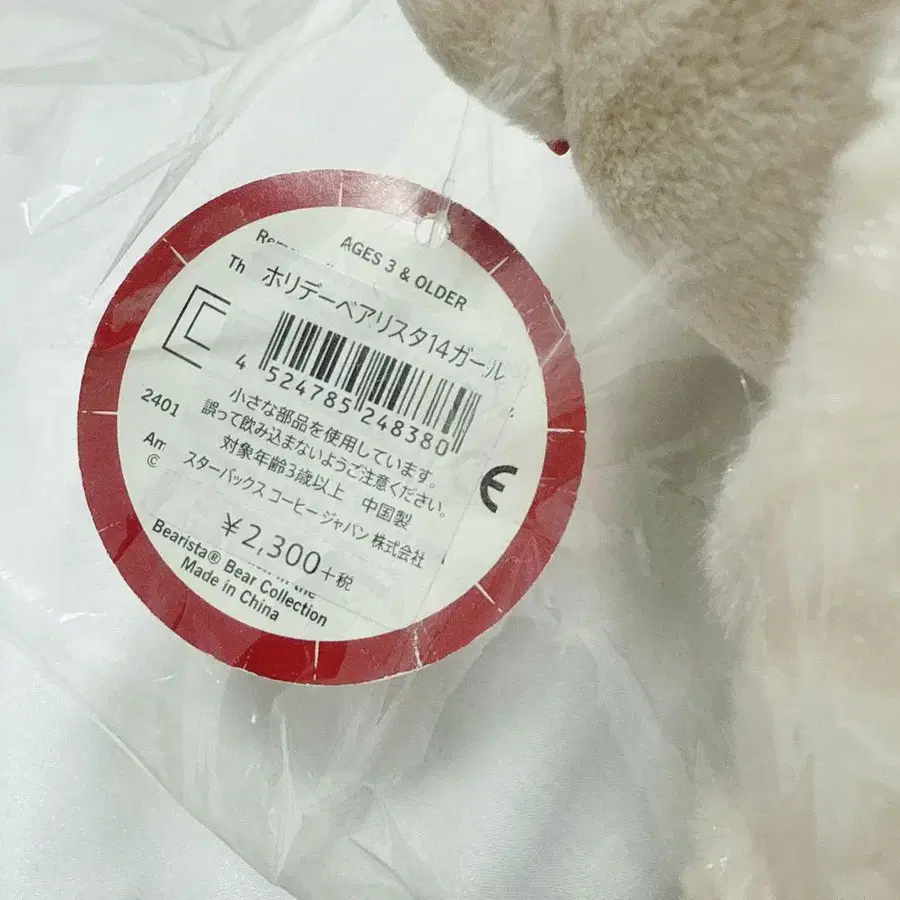 AGES 3 & OLDER
Th
ホリデーベアリスタ14ガール
4 524785 248380
小さな部品を使用しています。
誤って飲み込まないようご注意ください。
対象年齢3歳以上 中国製
スターバックス コーヒー ジャパン 株式会社
¥2,300+税
2401
Am
©
CE
Bearista® Bear Collection
Made in China